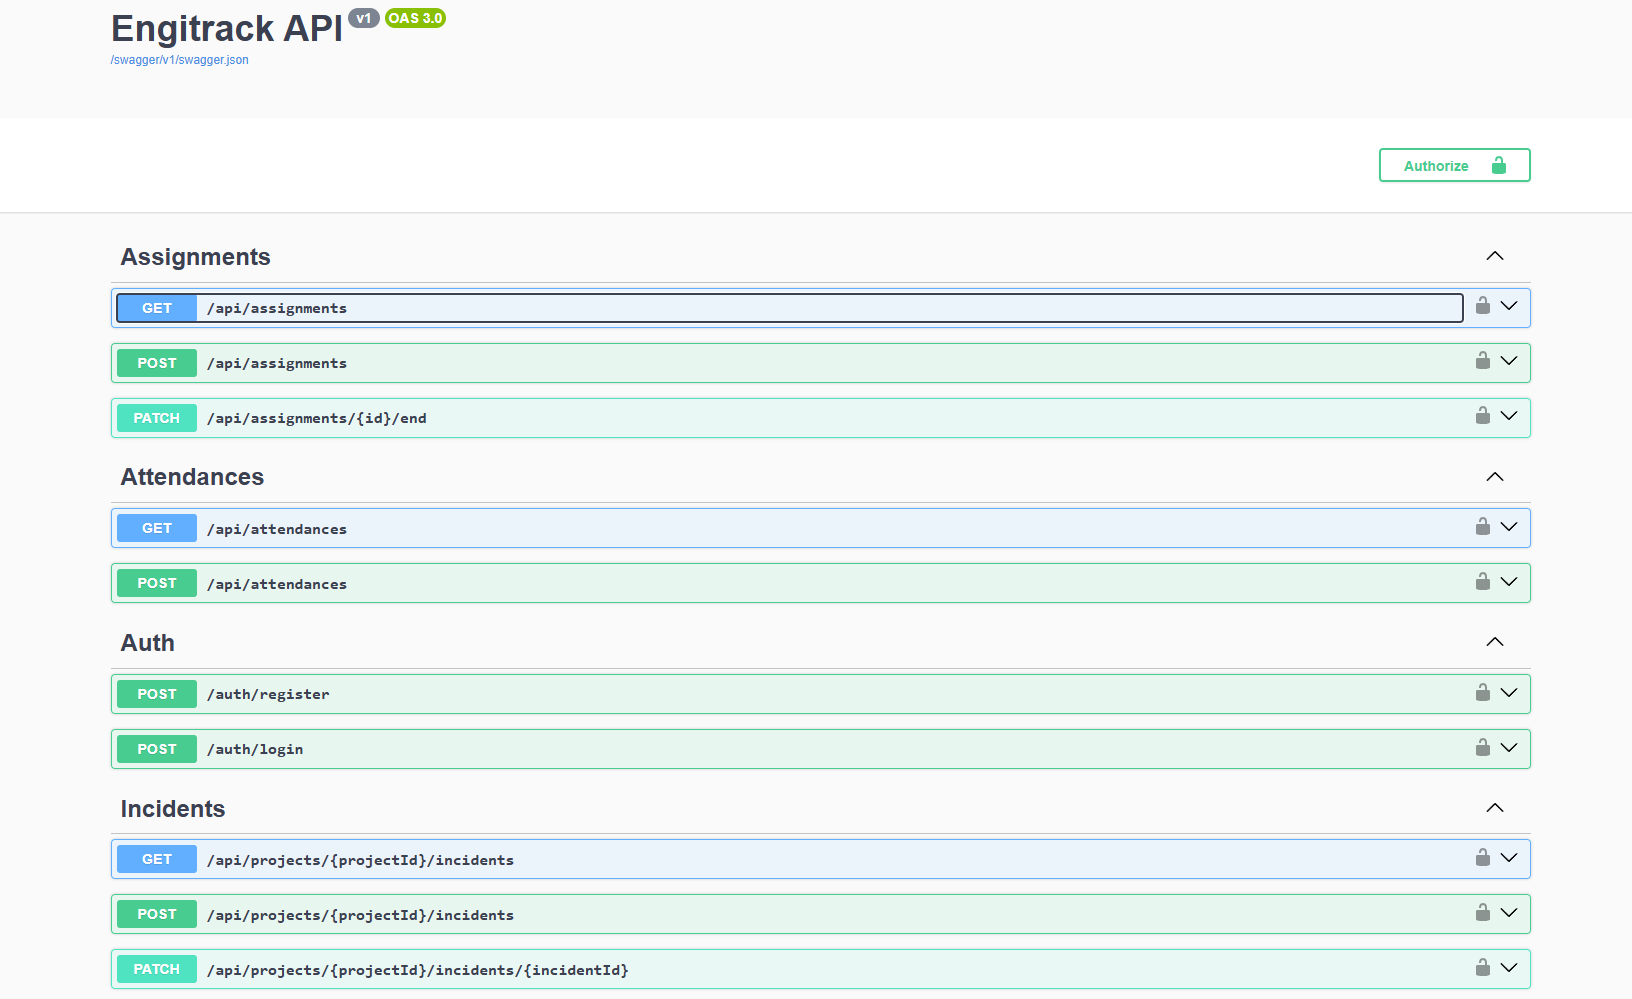 Engitrack API v1 OAS 3.0
/swagger/v1/swagger.json
Authorize
Assignments
GET /api/assignments
POST /api/assignments
PATCH /api/assignments/{id}/end
Attendances
GET /api/attendances
POST /api/attendances
Auth
POST /auth/register
POST /auth/login
Incidents
GET /api/projects/{projectId}/incidents
POST /api/projects/{projectId}/incidents
PATCH /api/projects/{projectId}/incidents/{incidentId}